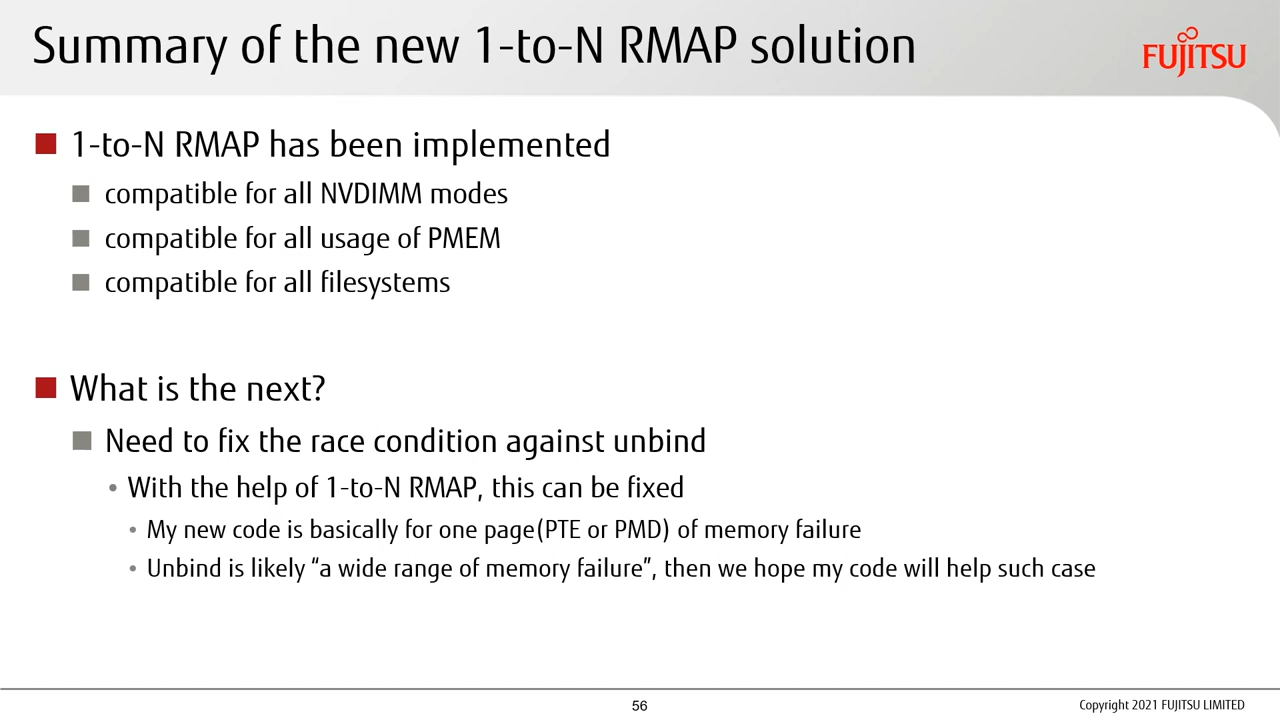 Summary of the new 1-to-N RMAP solution
FUJITSU
1-to-N RMAP has been implemented
compatible for all NVDIMM modes
compatible for all usage of PMEM
compatible for all filesystems
What is the next?
Need to fix the race condition against unbind
With the help of 1-to-N RMAP, this can be fixed
My new code is basically for one page(PTE or PMD) of memory failure
Unbind is likely “a wide range of memory failure”, then we hope my code will help such case
56
Copyright 2021 FUJITSU LIMITED